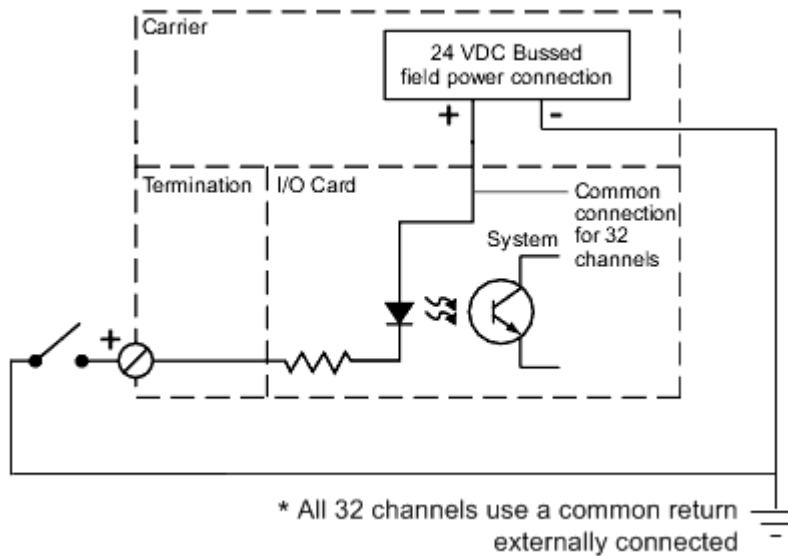 Carrier
24 VDC Bussed
field power connection
+
-
Termination
I/O Card
Common
connection
for 32
channels
System
+
* All 32 channels use a common return
externally connected